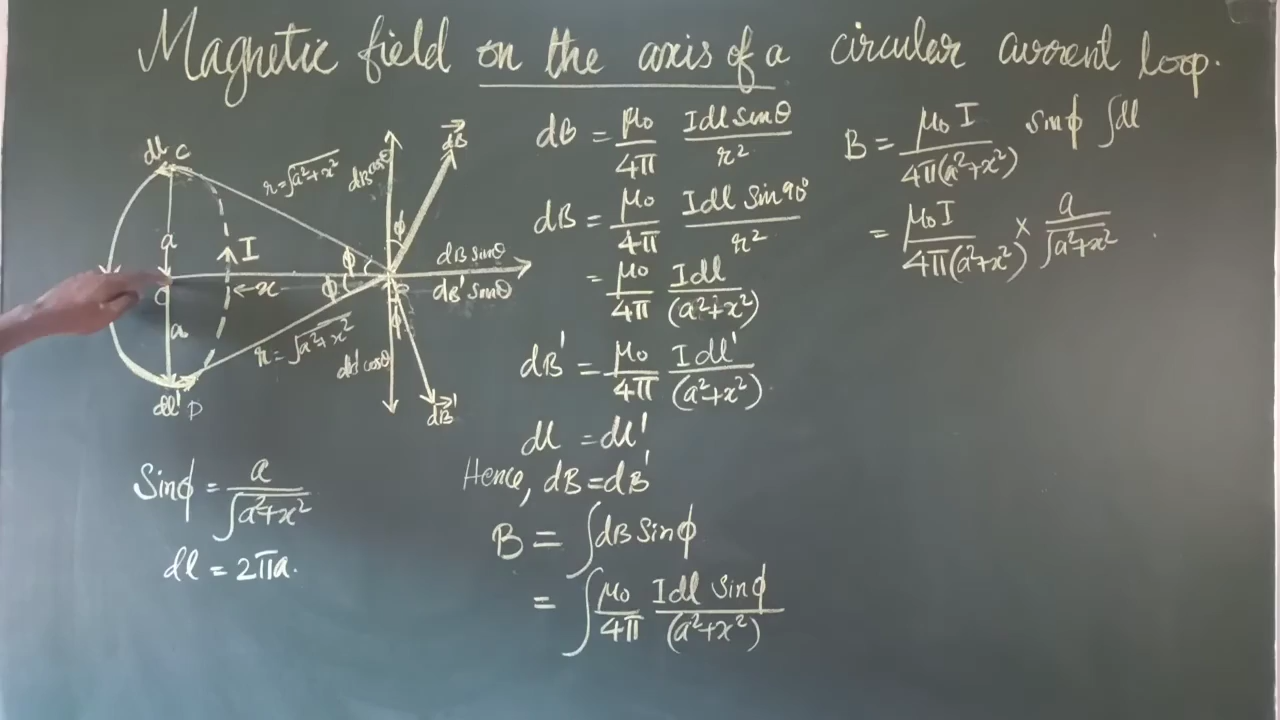 Magnetic field on the axis of a circular current loop.
dl C
r=√a²+x²
dB cosθ
dB
ϕ
a
I
ϕ
dB sinθ
O
x
ϕ
dB' sinθ
a
r=√a²+x²
ϕ
dB' cosθ
dl' D
dB'
Sinϕ = a/√a²+x²
dl = 2πa.
dB = μ₀/4π Idl sinθ/r²
dB = μ₀/4π Idl Sin90°/r²
= μ₀/4π Idl/(a²+x²)
dB' = μ₀/4π Idl'/(a²+x²)
dl = dl'
Hence, dB=dB'
B = ∫dB sinϕ
= ∫μ₀/4π Idl sinϕ/(a²+x²)
B = μ₀I/4π(a²+x²) sinϕ ∫dl
= μ₀I/4π(a²+x²) × a/√a²+x²